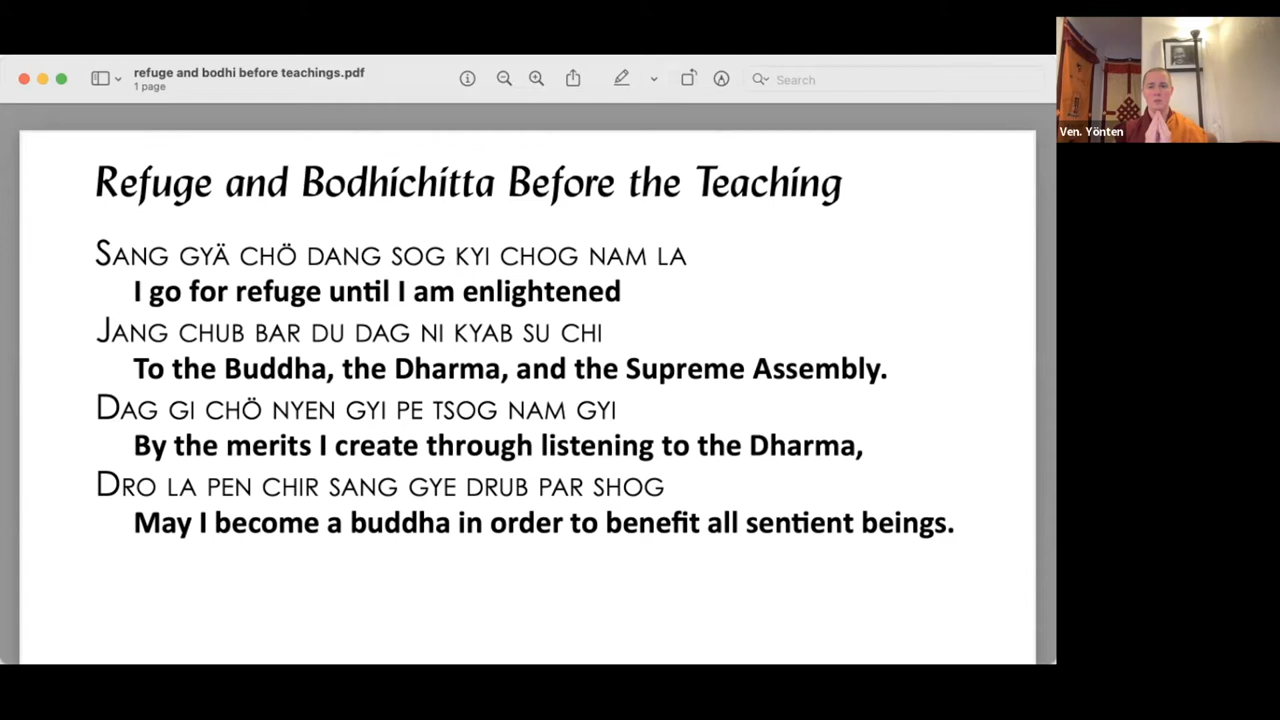 refuge and bodhi before teachings.pdf
1 page
Search
Refuge and Bodhichitta Before the Teaching
SANG GYÄ CHÖ DANG SOG KYI CHOG NAM LA
I go for refuge until I am enlightened
JANG CHUB BAR DU DAG NI KYAB SU CHI
To the Buddha, the Dharma, and the Supreme Assembly.
DAG GI CHÖ NYEN GYI PE TSOG NAM GYI
By the merits I create through listening to the Dharma,
DRO LA PEN CHIR SANG GYE DRUB PAR SHOG
May I become a buddha in order to benefit all sentient beings.
Ven. Yönten